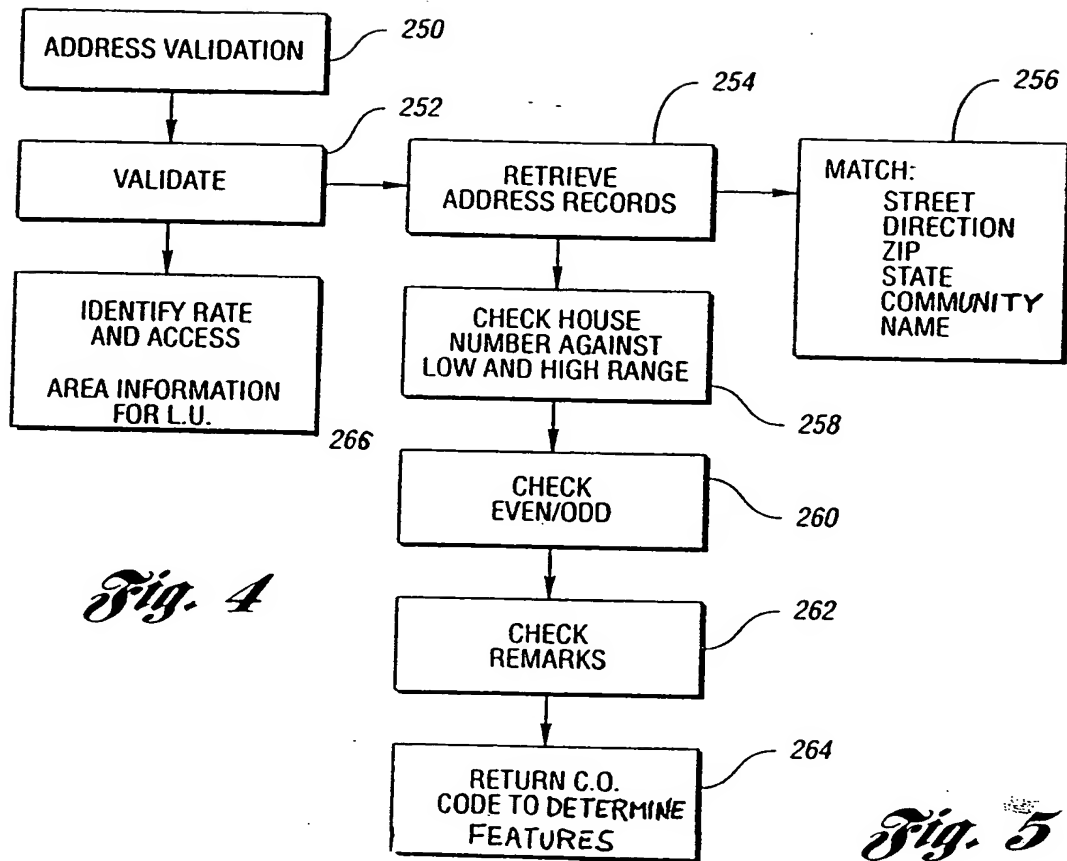 ADDRESS VALIDATION
250
252
VALIDATE
254
RETRIEVE
ADDRESS RECORDS
256
MATCH:
STREET
DIRECTION
ZIP
STATE
COMMUNITY
NAME
IDENTIFY RATE
AND ACCESS
AREA INFORMATION
FOR L.U.
266
CHECK HOUSE
NUMBER AGAINST
LOW AND HIGH RANGE
258
CHECK
EVEN/ODD
260
Fig. 4
CHECK
REMARKS
262
RETURN C.O.
CODE TO DETERMINE
FEATURES
264
Fig. 5